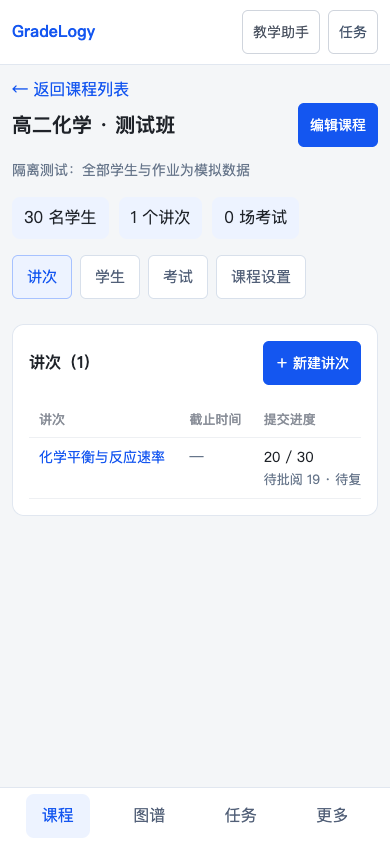 GradeLogy 教学助手 任务
← 返回课程列表
高二化学 · 测试班 编辑课程
隔离测试：全部学生与作业为模拟数据
30 名学生 1 个讲次 0 场考试
讲次 学生 考试 课程设置
讲次（1） ＋ 新建讲次
讲次 截止时间 提交进度
化学平衡与反应速率 — 20 / 30
待批阅 19 · 待复
课程 图谱 任务 更多